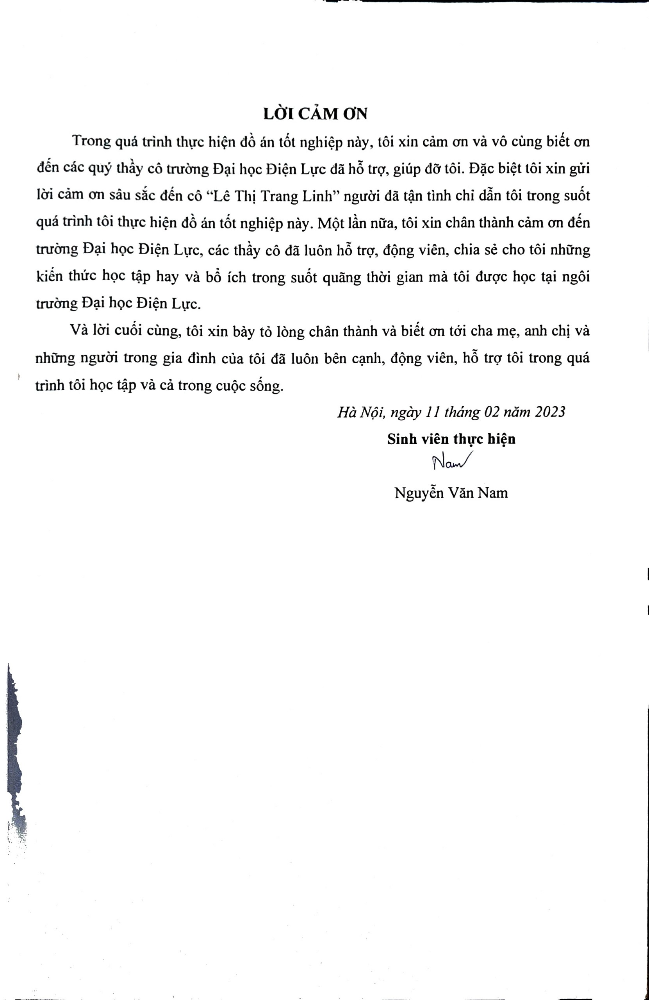 LỜI CẢM ƠN
Trong quá trình thực hiện đồ án tốt nghiệp này, tôi xin cảm ơn và vô cùng biết ơn
đến các quý thầy cô trường Đại học Điện Lực đã hỗ trợ, giúp đỡ tôi. Đặc biệt tôi xin gửi
lời cảm ơn sâu sắc đến cô “Lê Thị Trang Linh” người đã tận tình chỉ dẫn tôi trong suốt
quá trình tôi thực hiện đồ án tốt nghiệp này. Một lần nữa, tôi xin chân thành cảm ơn đến
trường Đại học Điện Lực, các thầy cô đã luôn hỗ trợ, động viên, chia sẻ cho tôi những
kiến thức học tập hay và bổ ích trong suốt quãng thời gian mà tôi được học tại ngôi
trường Đại học Điện Lực.
Và lời cuối cùng, tôi xin bày tỏ lòng chân thành và biết ơn tới cha mẹ, anh chị và
những người trong gia đình của tôi đã luôn bên cạnh, động viên, hỗ trợ tôi trong quá
trình tôi học tập và cả trong cuộc sống.
Hà Nội, ngày 11 tháng 02 năm 2023
Sinh viên thực hiện
Nam
Nguyễn Văn Nam